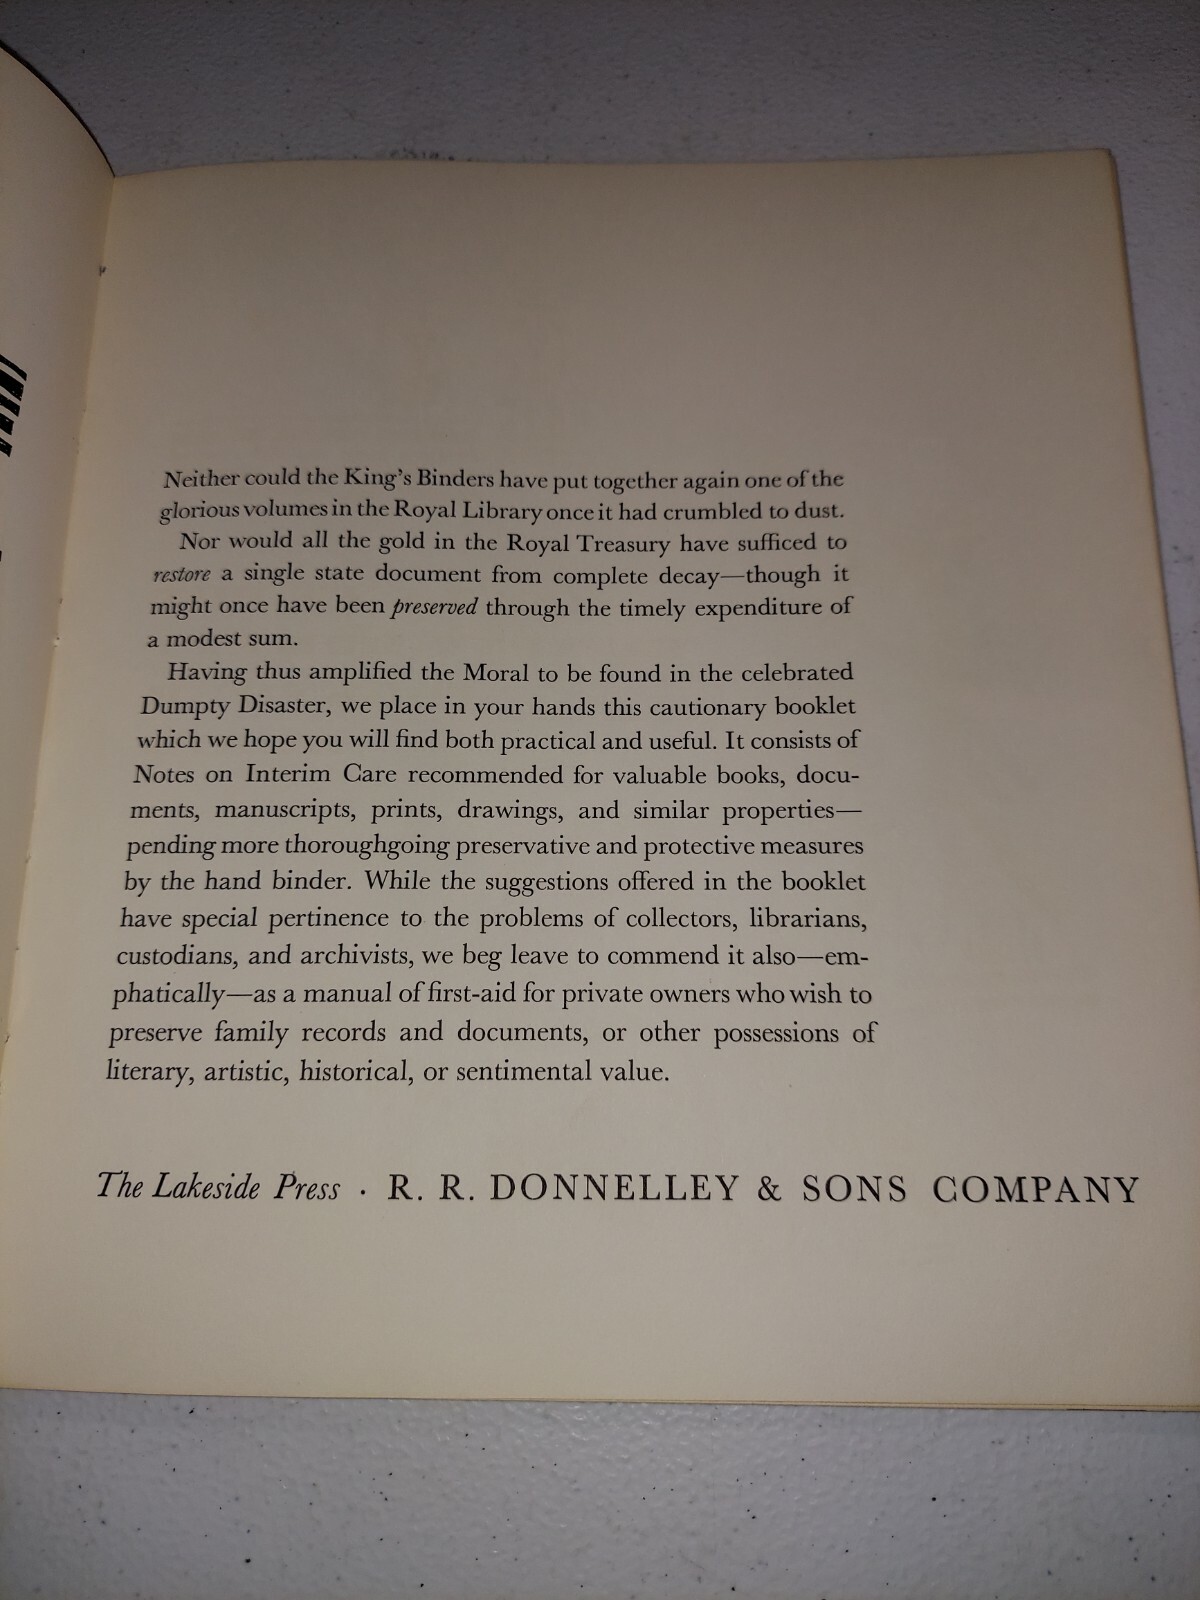 Neither could the King's Binders have put together again one of the
glorious volumes in the Royal Library once it had crumbled to dust.
Nor would all the gold in the Royal Treasury have sufficed to
restore a single state document from complete decay—though it
might once have been preserved through the timely expenditure of
a modest sum.
Having thus amplified the Moral to be found in the celebrated
Dumpty Disaster, we place in your hands this cautionary booklet
which we hope you will find both practical and useful. It consists of
Notes on Interim Care recommended for valuable books, docu-
ments, manuscripts, prints, drawings, and similar properties—
pending more thoroughgoing preservative and protective measures
by the hand binder. While the suggestions offered in the booklet
have special pertinence to the problems of collectors, librarians,
custodians, and archivists, we beg leave to commend it also—em-
phatically—as a manual of first-aid for private owners who wish to
preserve family records and documents, or other possessions of
literary, artistic, historical, or sentimental value.
The Lakeside Press · R. R. DONNELLEY & SONS COMPANY